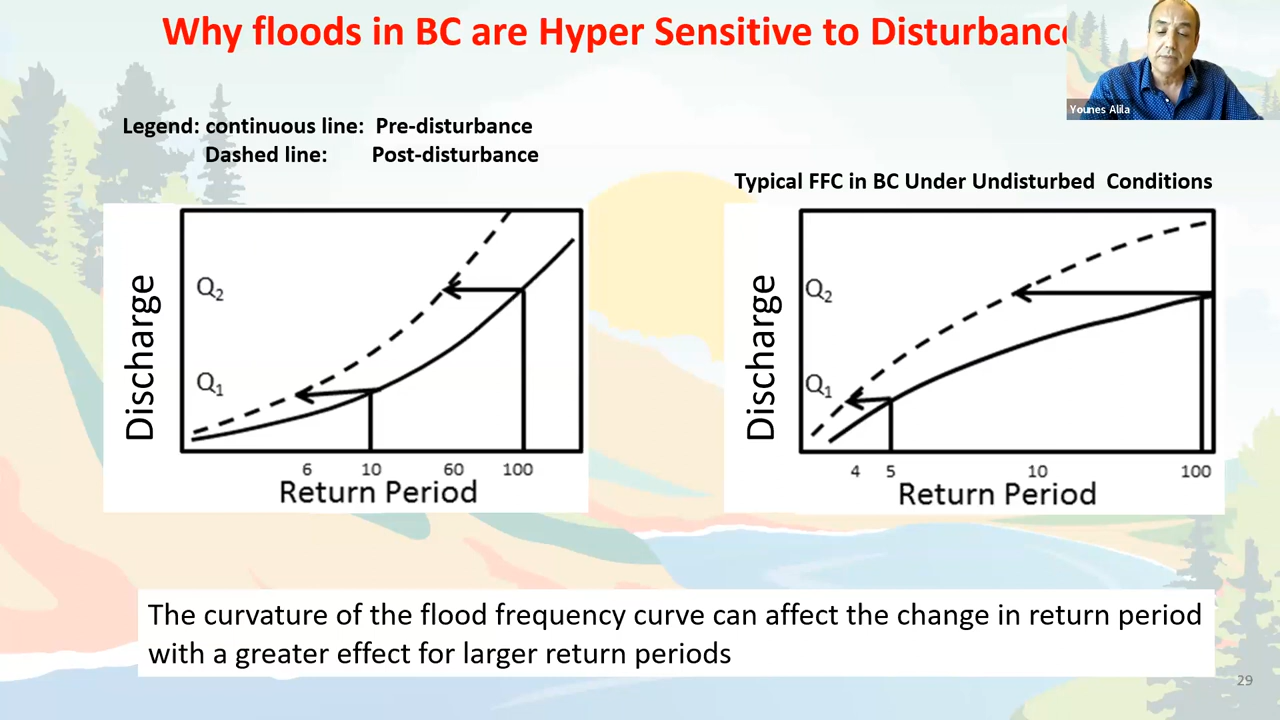 Why floods in BC are Hyper Sensitive to Disturbance
Younes Alila
Legend: continuous line: Pre-disturbance
Dashed line: Post-disturbance
Typical FFC in BC Under Undisturbed Conditions
Discharge
Q2
Q1
6 10 60 100
Return Period
Discharge
Q2
Q1
4 5 10 100
Return Period
The curvature of the flood frequency curve can affect the change in return period
with a greater effect for larger return periods
29